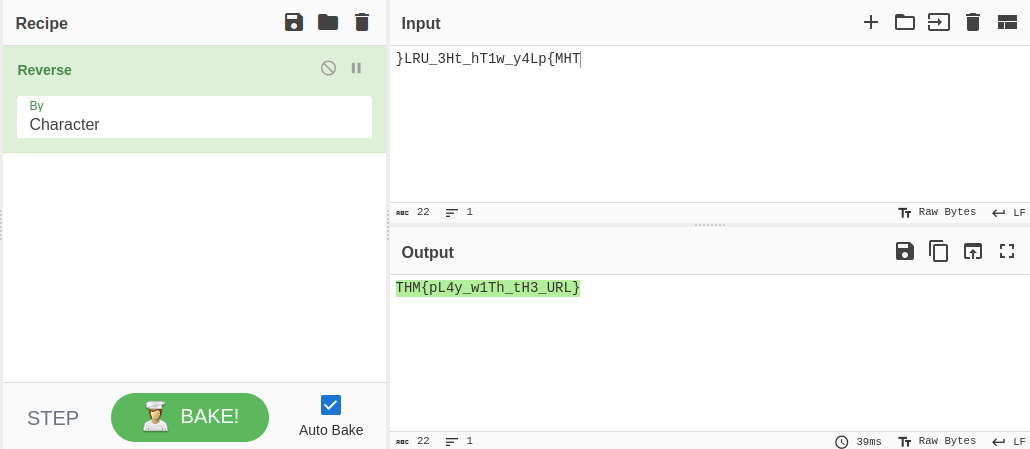 Recipe
Reverse
By
Character
STEP
BAKE!
Auto Bake
Input
}LRU_3Ht_hT1w_y4Lp{MHT
ABC 22 1
Raw Bytes LF
Output
THM{pL4y_w1Th_tH3_URL}
ABC 22 1
39ms Raw Bytes LF